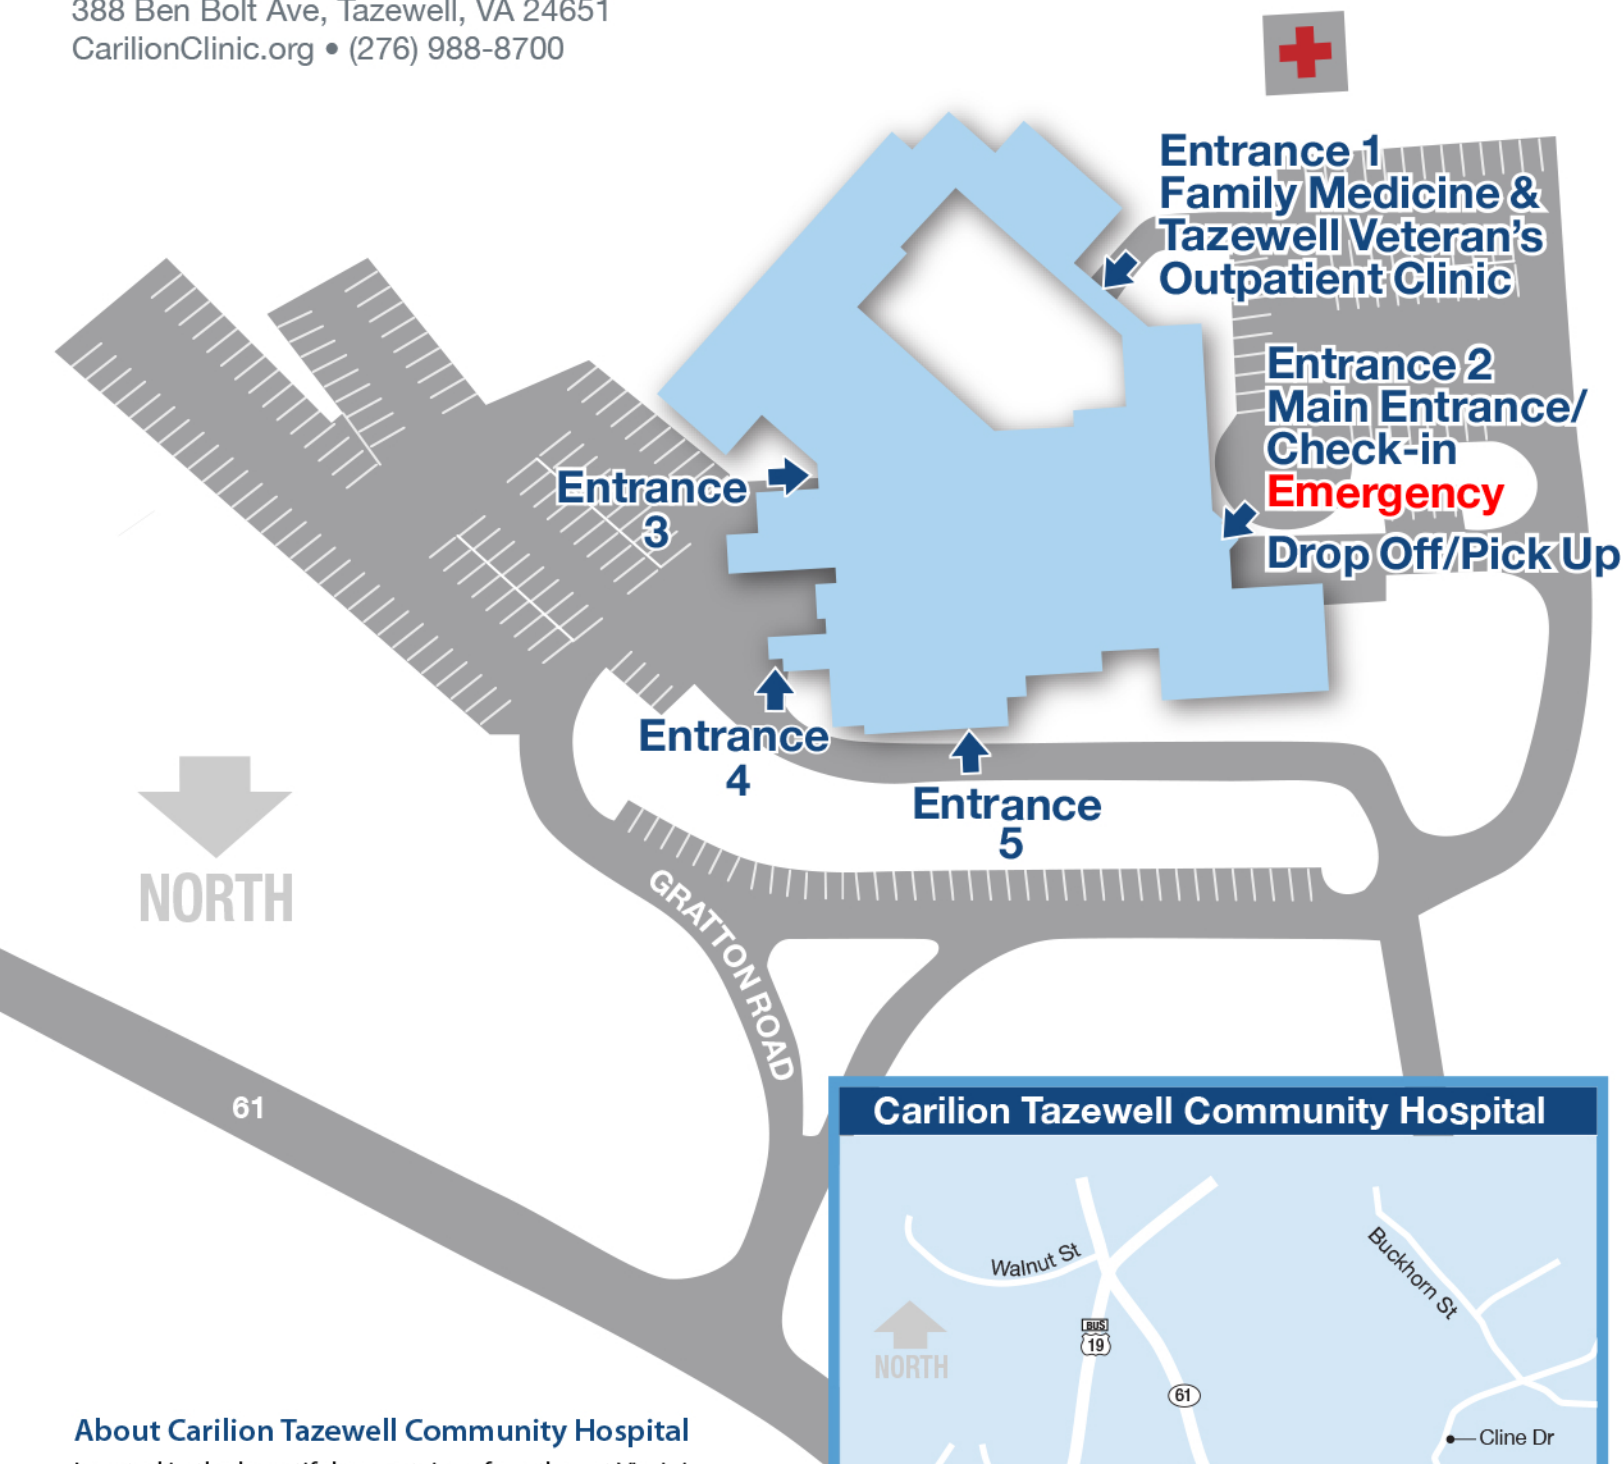 388 Ben Bolt Ave, Tazewell, VA 24651
CarilionClinic.org • (276) 988-8700
Entrance 1
Family Medicine &
Tazewell Veteran's
Outpatient Clinic
Entrance 2
Main Entrance/
Check-in
Emergency
Drop Off/Pick Up
Entrance
3
Entrance
4
Entrance
5
NORTH
GRATTON ROAD
61
Carilion Tazewell Community Hospital
Walnut St
Buckhorn St
BUS
19
NORTH
61
Cline Dr
About Carilion Tazewell Community Hospital